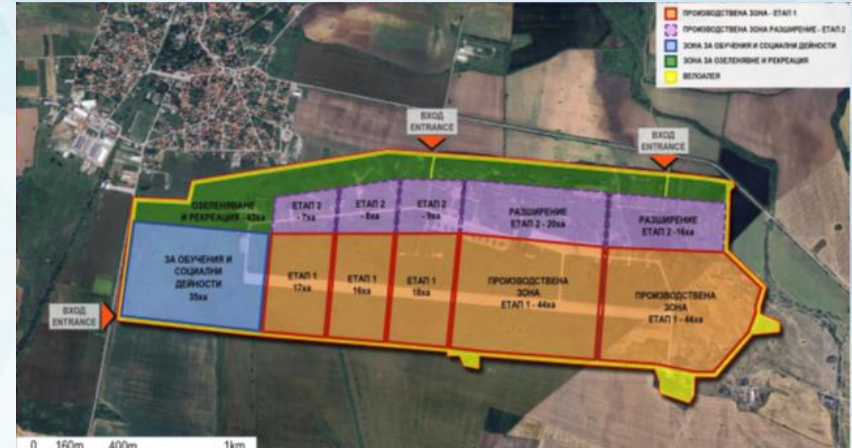 ПРОИЗВОДСТВЕНА ЗОНА - ЕТАП 1
ПРОИЗВОДСТВЕНА ЗОНА РАЗШИРЕНИЕ - ЕТАП 2
ЗОНА ЗА ОБУЧЕНИЯ И СОЦИАЛНИ ДЕЙНОСТИ
ЗОНА ЗА ОЗЕЛЕНЯВАНЕ И РЕКРЕАЦИЯ
ВЕЛОАЛЕЯ
ВХОД
ENTRANCE
ВХОД
ENTRANCE
ОЗЕЛЕНЯВАНЕ
И РЕКРЕАЦИЯ - 43ха
ЕТАП 2
- 7ха
ЕТАП 2
- 8ха
ЕТАП 2
- 9ха
РАЗШИРЕНИЕ
ЕТАП 2 - 20ха
РАЗШИРЕНИЕ
ЕТАП 2 - 16ха
ЗА ОБУЧЕНИЯ И
СОЦИАЛНИ
ДЕЙНОСТИ
35ха
ЕТАП 1
17ха
ЕТАП 1
16ха
ЕТАП 1
18ха
ПРОИЗВОДСТВЕНА
ЗОНА
ЕТАП 1 - 44ха
ПРОИЗВОДСТВЕНА
ЗОНА
ЕТАП 1 - 44ха
ВХОД
ENTRANCE
0 160m 400m 1km